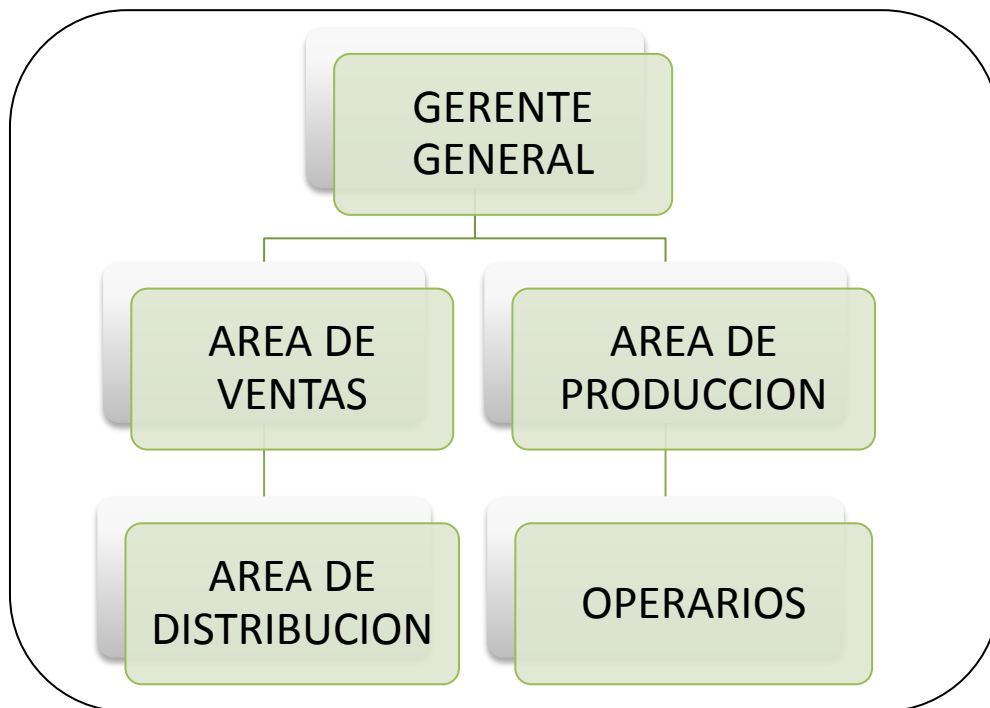 GERENTE
GENERAL
AREA DE
VENTAS
AREA DE
PRODUCCION
AREA DE
DISTRIBUCION
OPERARIOS